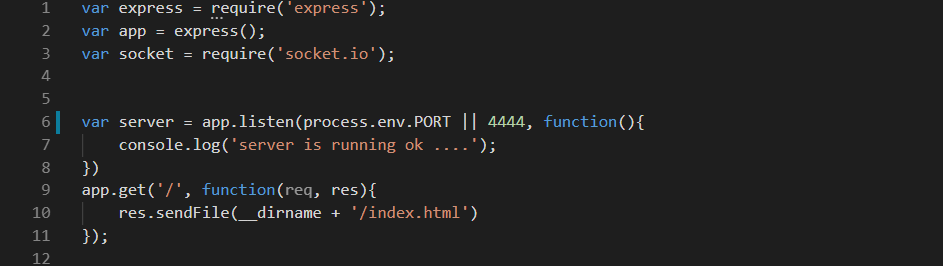 1 var express = require('express');
2 var app = express();
3 var socket = require('socket.io');
4
5
6 var server = app.listen(process.env.PORT || 4444, function(){
7     console.log('server is running ok ....');
8 })
9 app.get('/', function(req, res){
10     res.sendFile(__dirname + '/index.html')
11 });
12